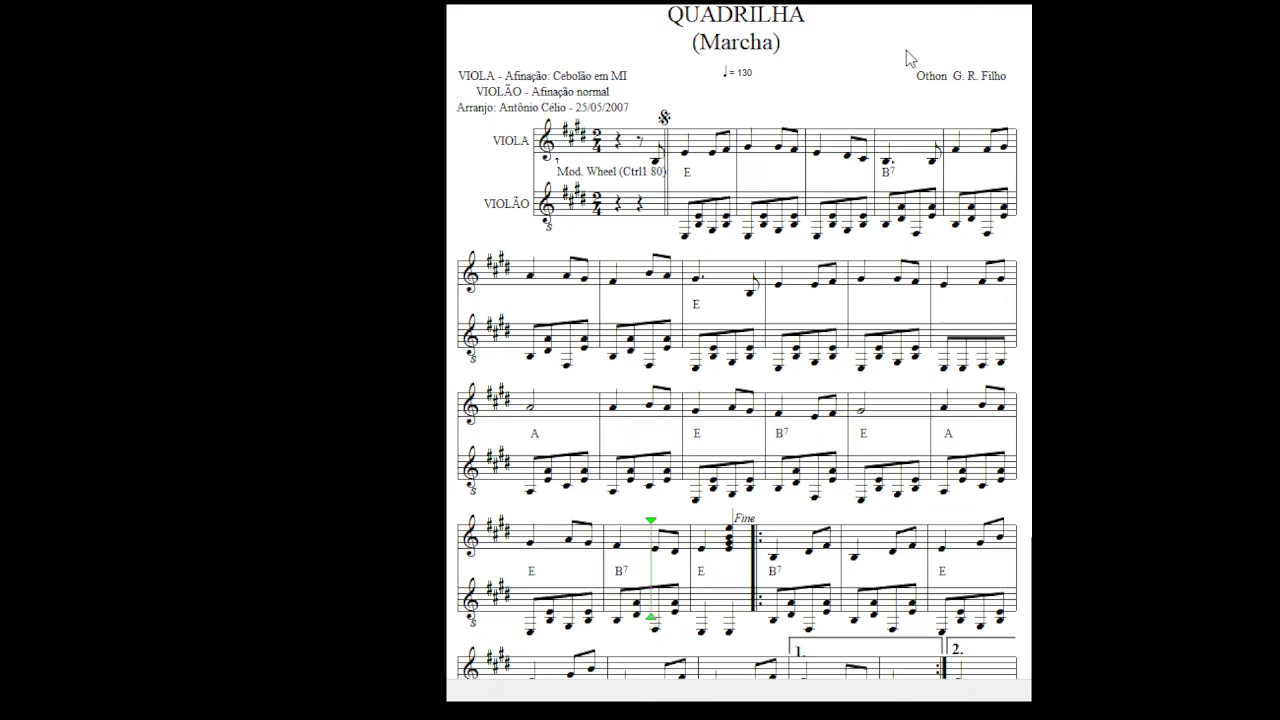 QUADRILHA
(Marcha)
♩= 130
VIOLA - Afinação: Cebolão em MI
Othon G. R. Filho
VIOLÃO - Afinação normal
Arranjo: Antônio Célio - 25/05/2007
VIOLA
Mod. Wheel (Ctrl1 80)
E B7
VIOLÃO
E
A E B7 E A
Fine
E B7 E B7 E
1. 2.